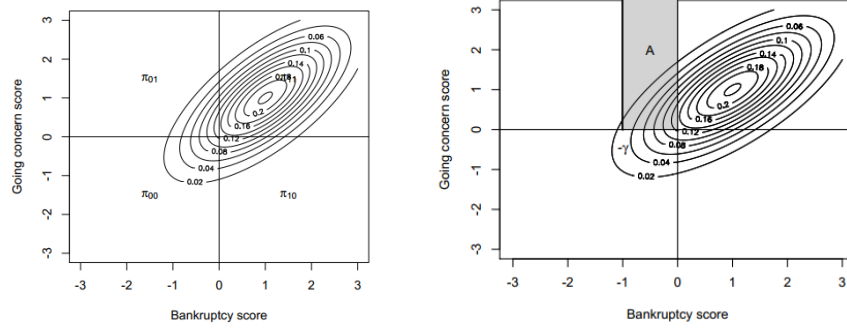 3
2
1
0
-1
-2
-3
Going concern score
π01
π11
π00
π10
0.06
0.1
0.14
0.18
0.2
0.16
0.12
0.08
0.04
0.02
-3 -2 -1 0 1 2 3
Bankruptcy score
3
2
1
0
-1
-2
-3
Going concern score
A
-γ
0.06
0.1
0.14
0.18
0.2
0.16
0.12
0.08
0.04
0.02
-3 -2 -1 0 1 2 3
Bankruptcy score